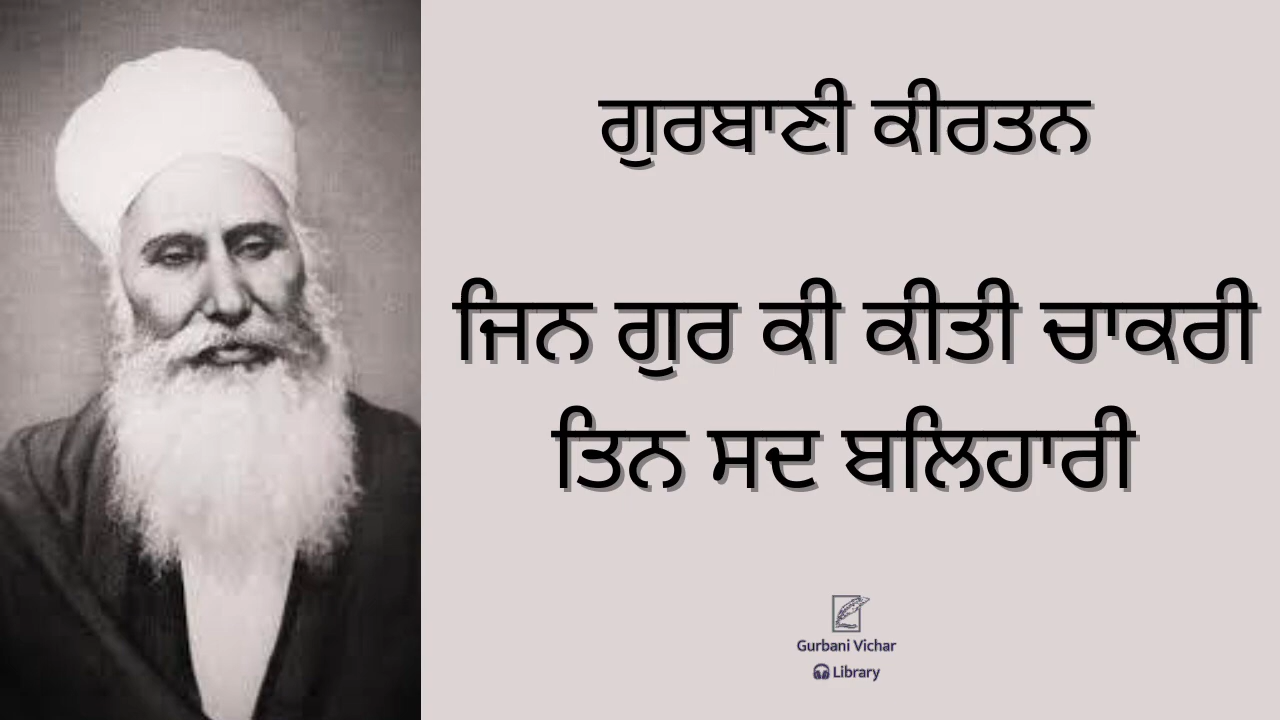 ਗੁਰਬਾਣੀ ਕੀਰਤਨ
ਜਿਨ ਗੁਰ ਕੀ ਕੀਤੀ ਚਾਕਰੀ
ਤਿਨ ਸਦ ਬਲਿਹਾਰੀ
Gurbani Vichar
Library